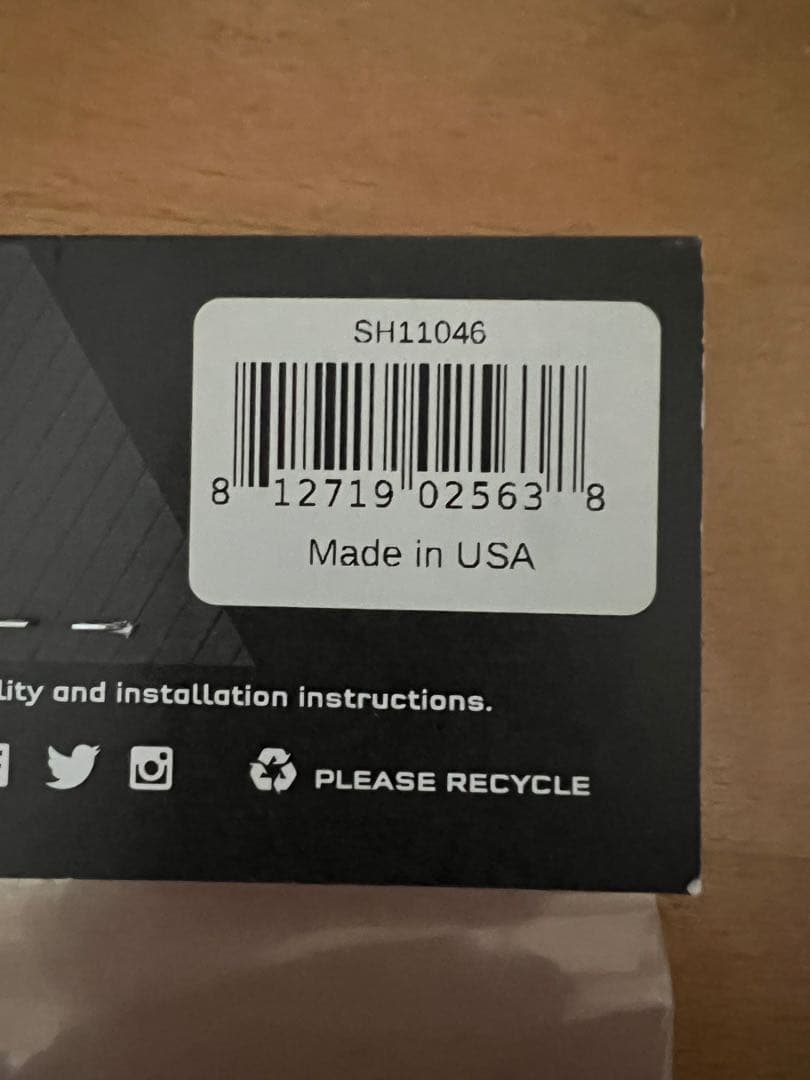 SH11046
8 12719 02563 8
Made in USA
lity and installation instructions.
PLEASE RECYCLE